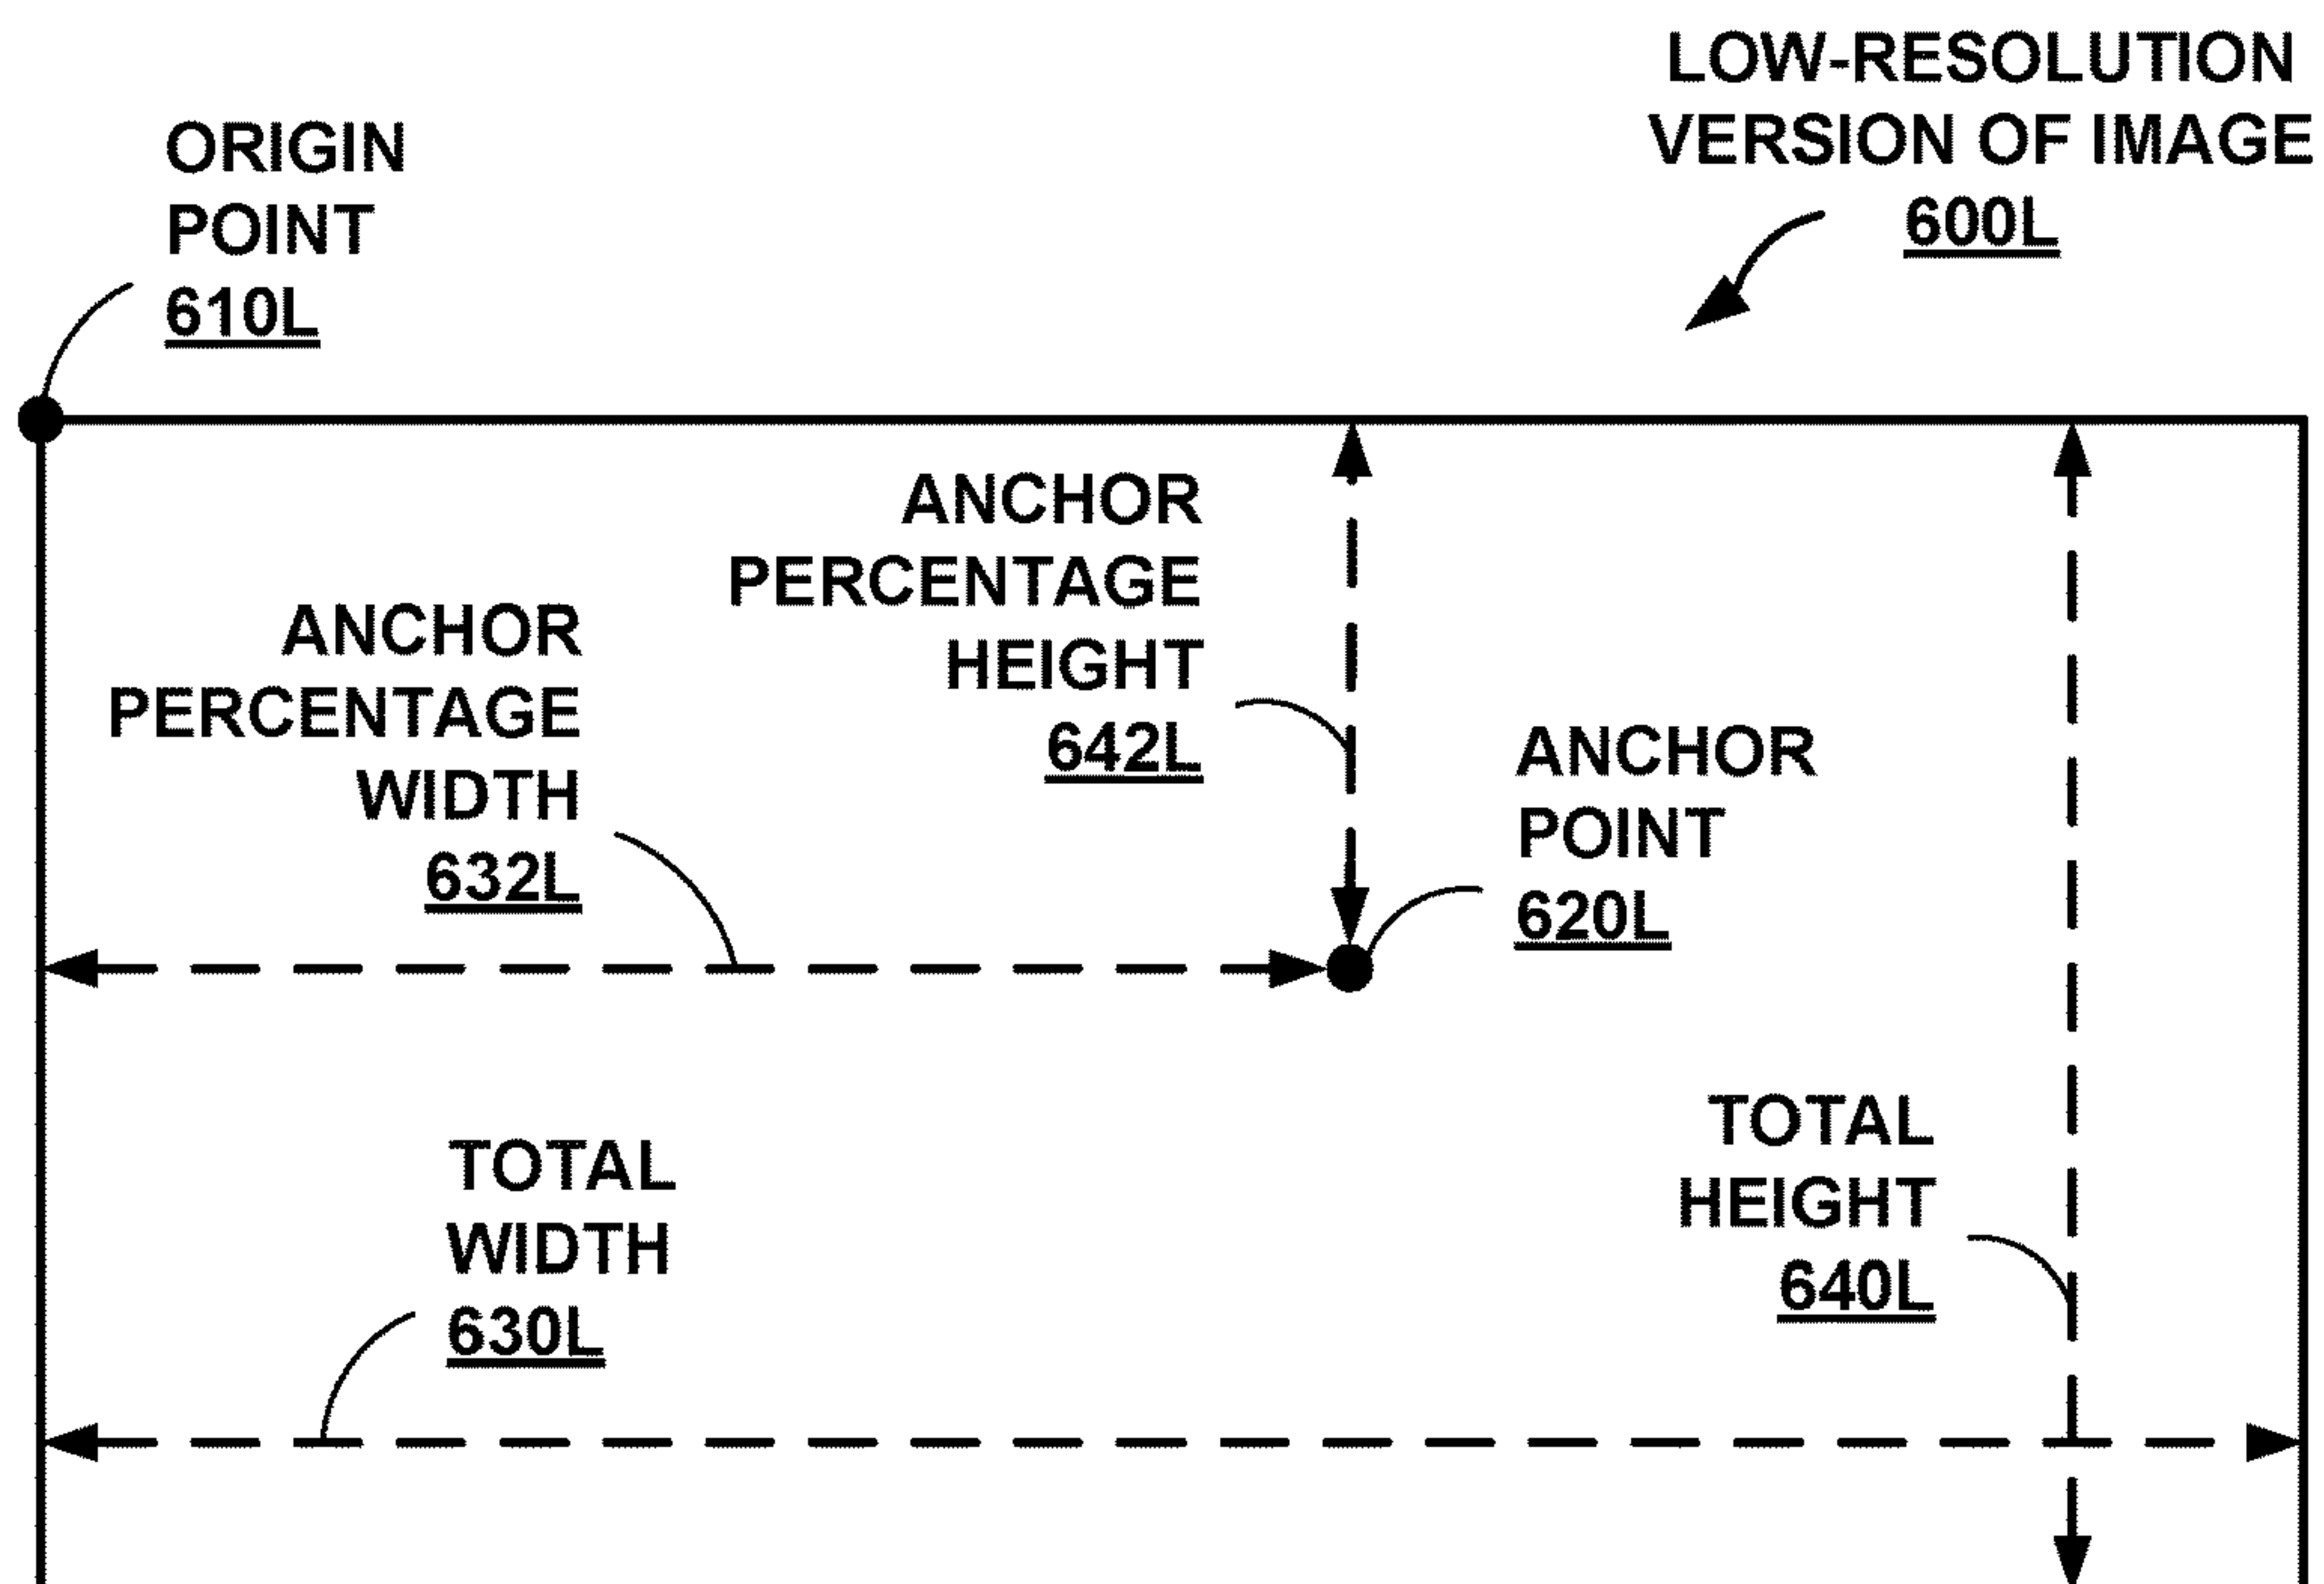 LOW-RESOLUTION
VERSION OF IMAGE
600L
ORIGIN
POINT
610L
ANCHOR
PERCENTAGE
HEIGHT
642L
ANCHOR
PERCENTAGE
WIDTH
632L
ANCHOR
POINT
620L
TOTAL
WIDTH
630L
TOTAL
HEIGHT
640L